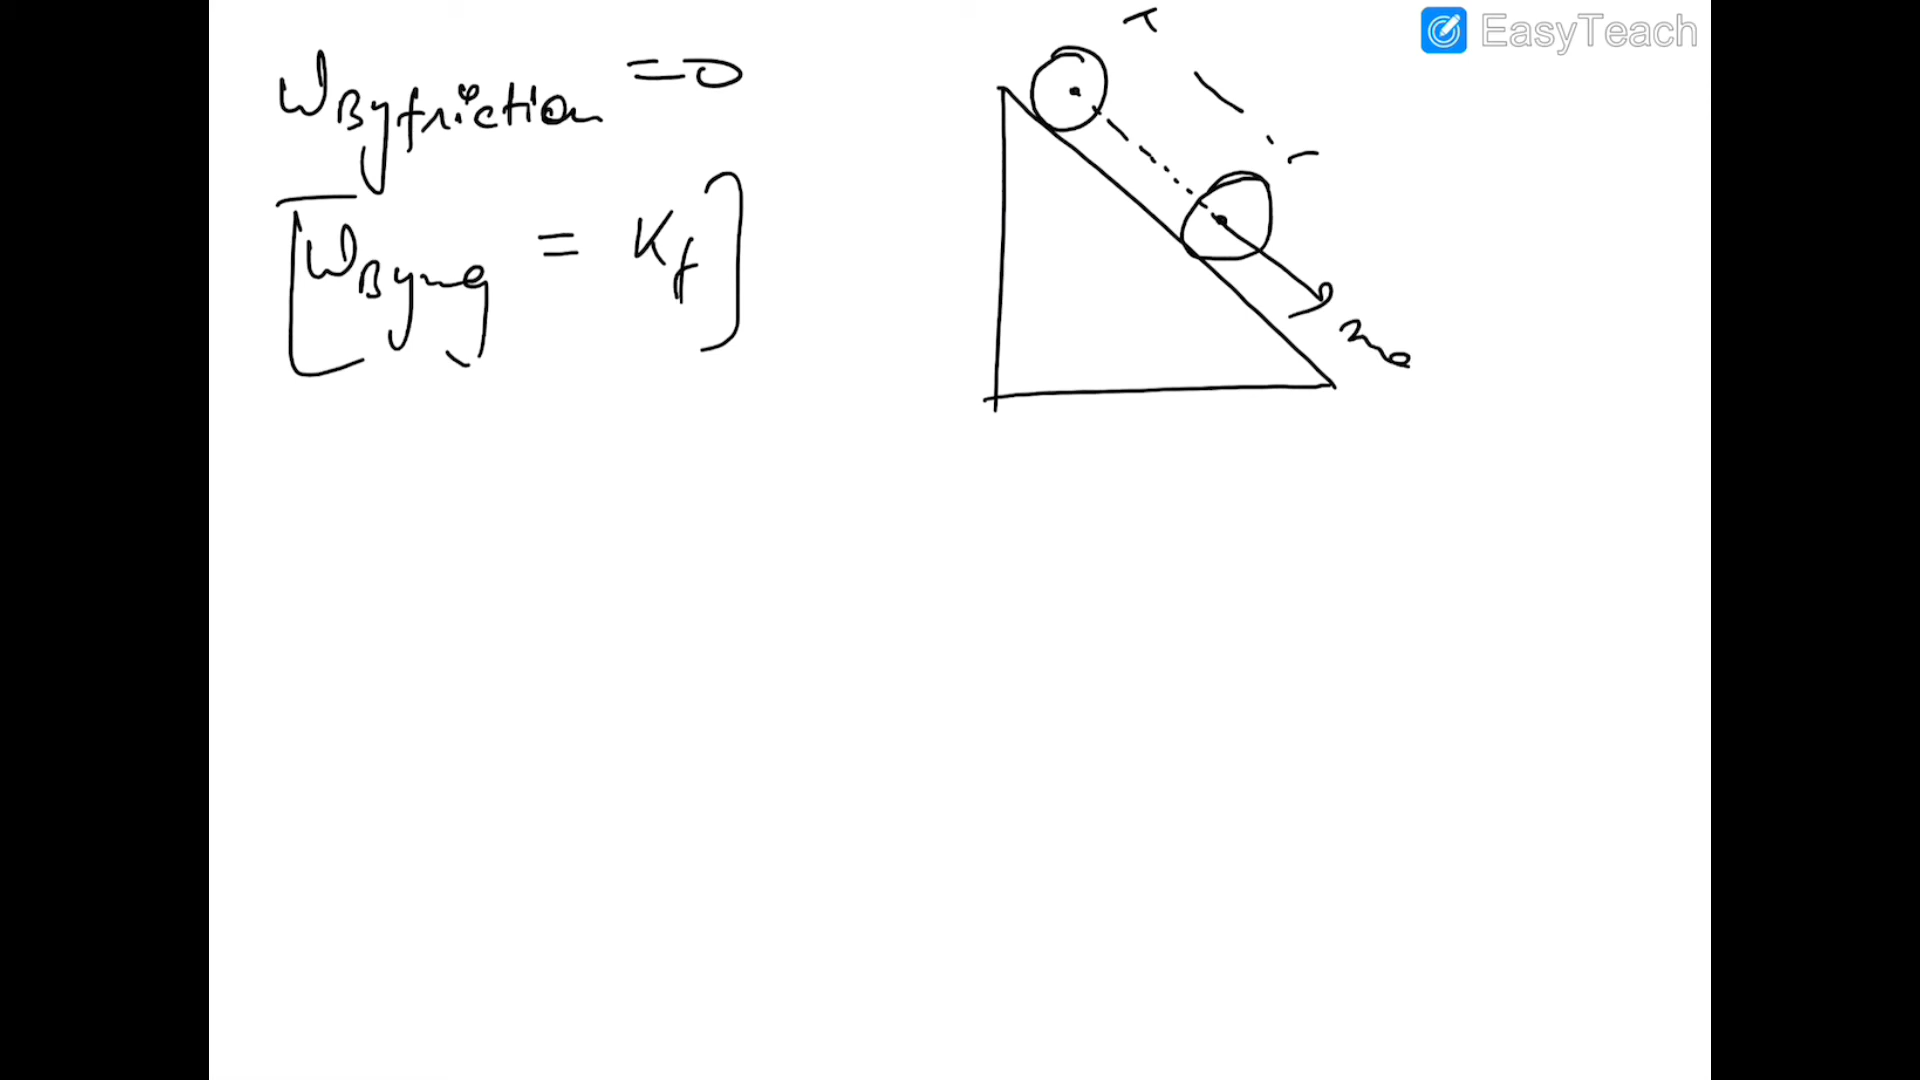 W By friction = 0
EasyTeach
[W By mg = Kf]